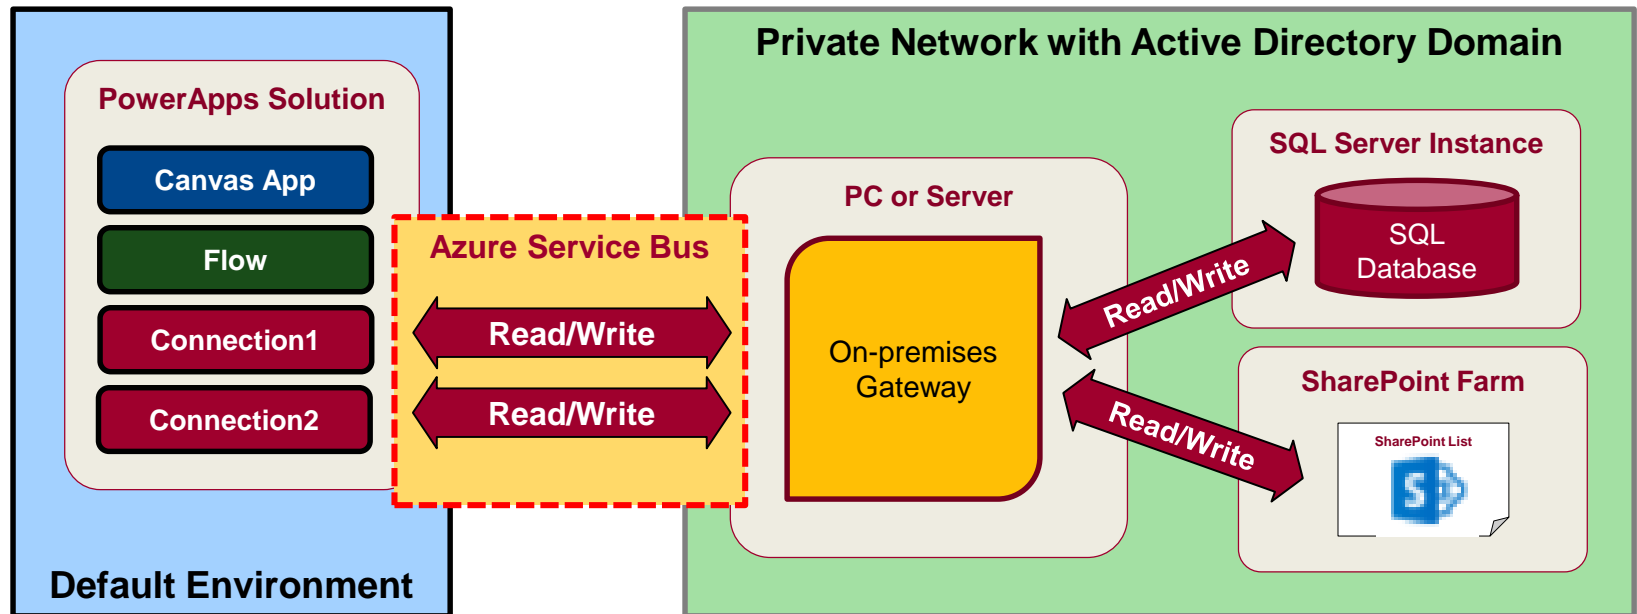 Private Network with Active Directory Domain
PowerApps Solution
Canvas App
Flow
Connection1
Connection2
Default Environment
Azure Service Bus
Read/Write
Read/Write
PC or Server
On-premises
Gateway
Read/Write
Read/Write
SQL Server Instance
SQL
Database
SharePoint Farm
SharePoint List
S